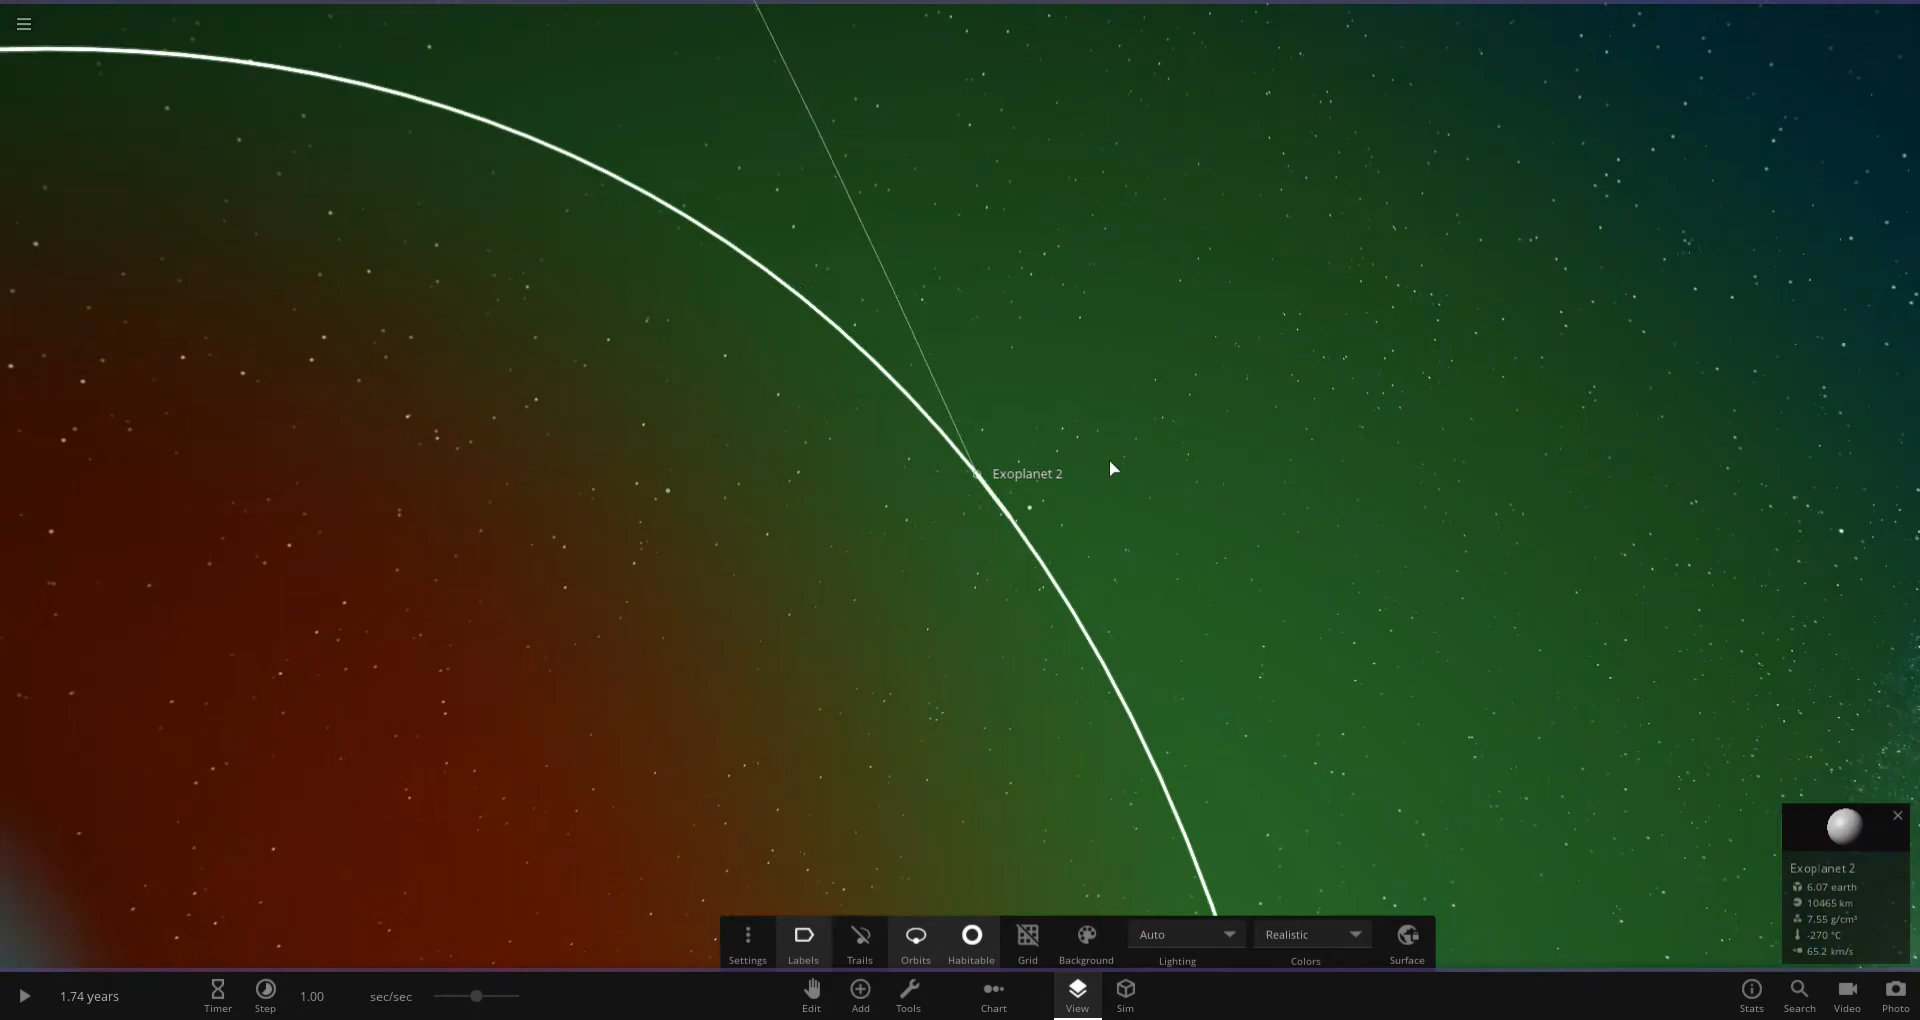 Exoplanet 2
Exoplanet 2
6.07 earth
10465 km
7.55 g/cm³
-270 °C
65.2 km/s
Settings
Labels
Trails
Orbits
Habitable
Grid
Background
Auto
Lighting
Realistic
Colors
Surface
1.74 years
Timer
Step
1.00
sec/sec
Edit
Add
Tools
Chart
View
Sim
Stats
Search
Video
Photo